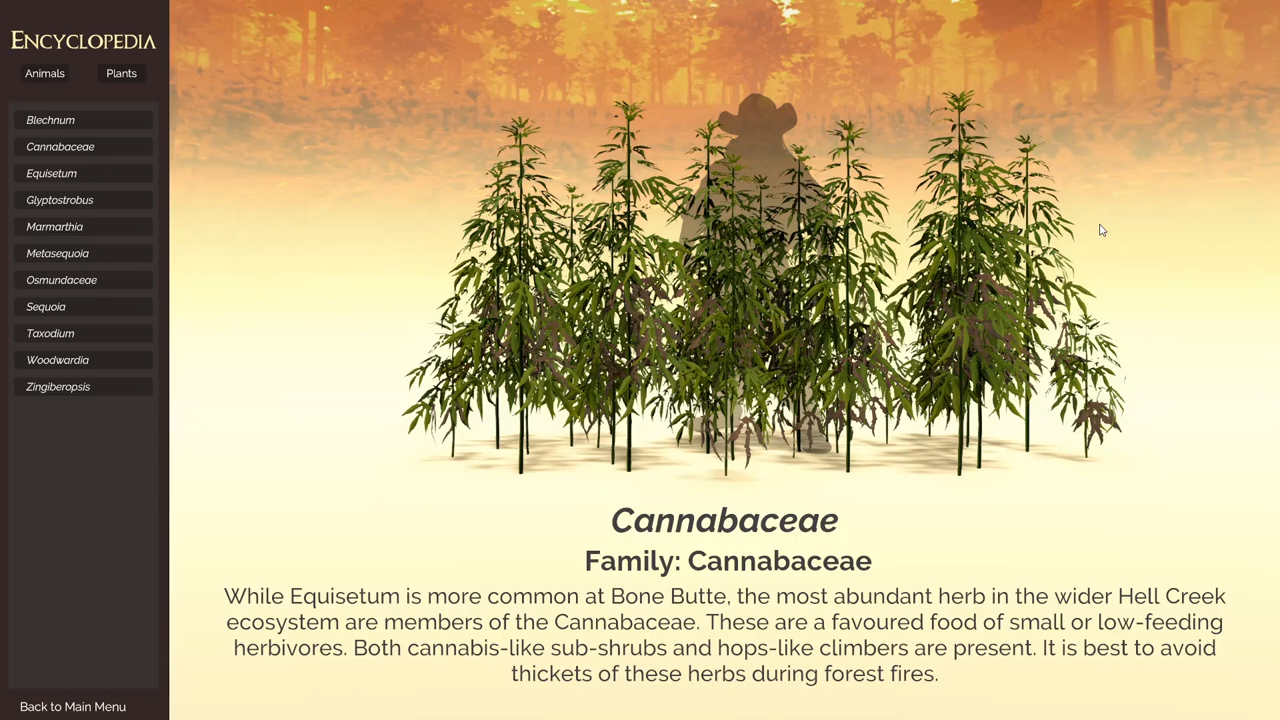 ENCYCLOPEDIA
Animals Plants
Blechnum
Cannabaceae
Equisetum
Glyptostrobus
Marmarthia
Metasequoia
Osmundaceae
Sequoia
Taxodium
Woodwardia
Zingiberopsis
Back to Main Menu
Cannabaceae
Family: Cannabaceae
While Equisetum is more common at Bone Butte, the most abundant herb in the wider Hell Creek
ecosystem are members of the Cannabaceae. These are a favoured food of small or low-feeding
herbivores. Both cannabis-like sub-shrubs and hops-like climbers are present. It is best to avoid
thickets of these herbs during forest fires.